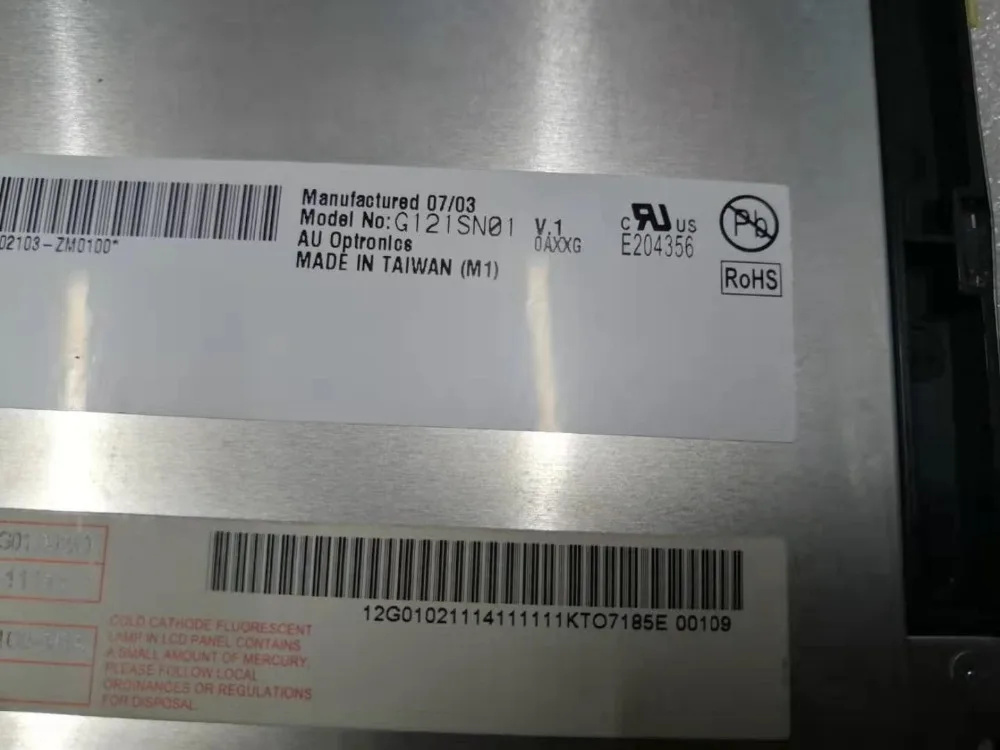 Manufactured 07/03
Model No: G121SN01 V.1
0AXXG
AU Optronics
MADE IN TAIWAN (M1)
02103-ZM0100*
C RU US
E204356
Pb
RoHS
12G01021114111111KTO7185E 00109
COLD CATHODE FLUORESCENT
LAMP IN LCD PANEL CONTAINS
A SMALL AMOUNT OF MERCURY,
PLEASE FOLLOW LOCAL
ORDINANCES OR REGULATIONS
FOR DISPOSAL.